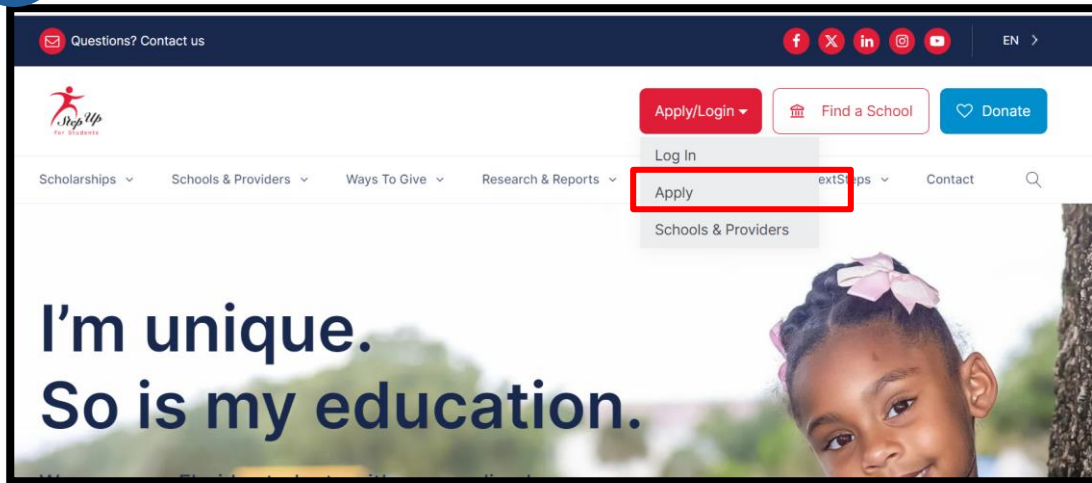 Questions? Contact us
EN
Step Up
For Students
Apply/Login
Find a School
Donate
Log In
Apply
Schools & Providers
Scholarships
Schools & Providers
Ways To Give
Research & Reports
Contact
I'm unique.
So is my education.